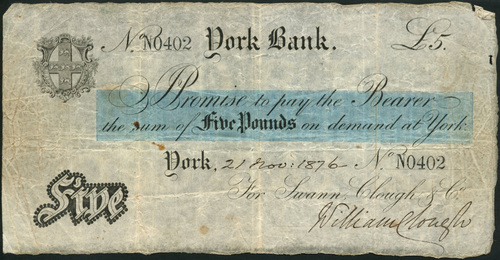 No. N0402 York Bank. £5.
I Promise to pay the Bearer
the sum of Five Pounds on demand at York.
York, 21 Nov: 1876 No. N0402
For Swann, Clough & Co.
William Clough
Five